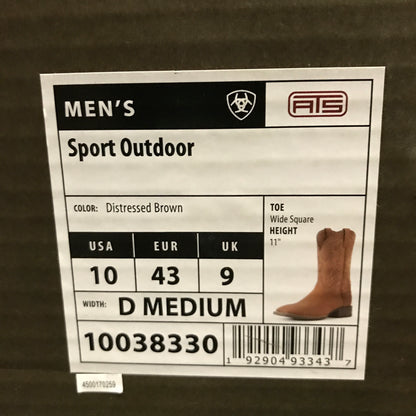 MEN'S
ATS
Sport Outdoor
COLOR: Distressed Brown
TOE
Wide Square
HEIGHT
11"
USA EUR UK
10 43 9
WIDTH: D MEDIUM
10038330
1 92904 93343 7
4500170259